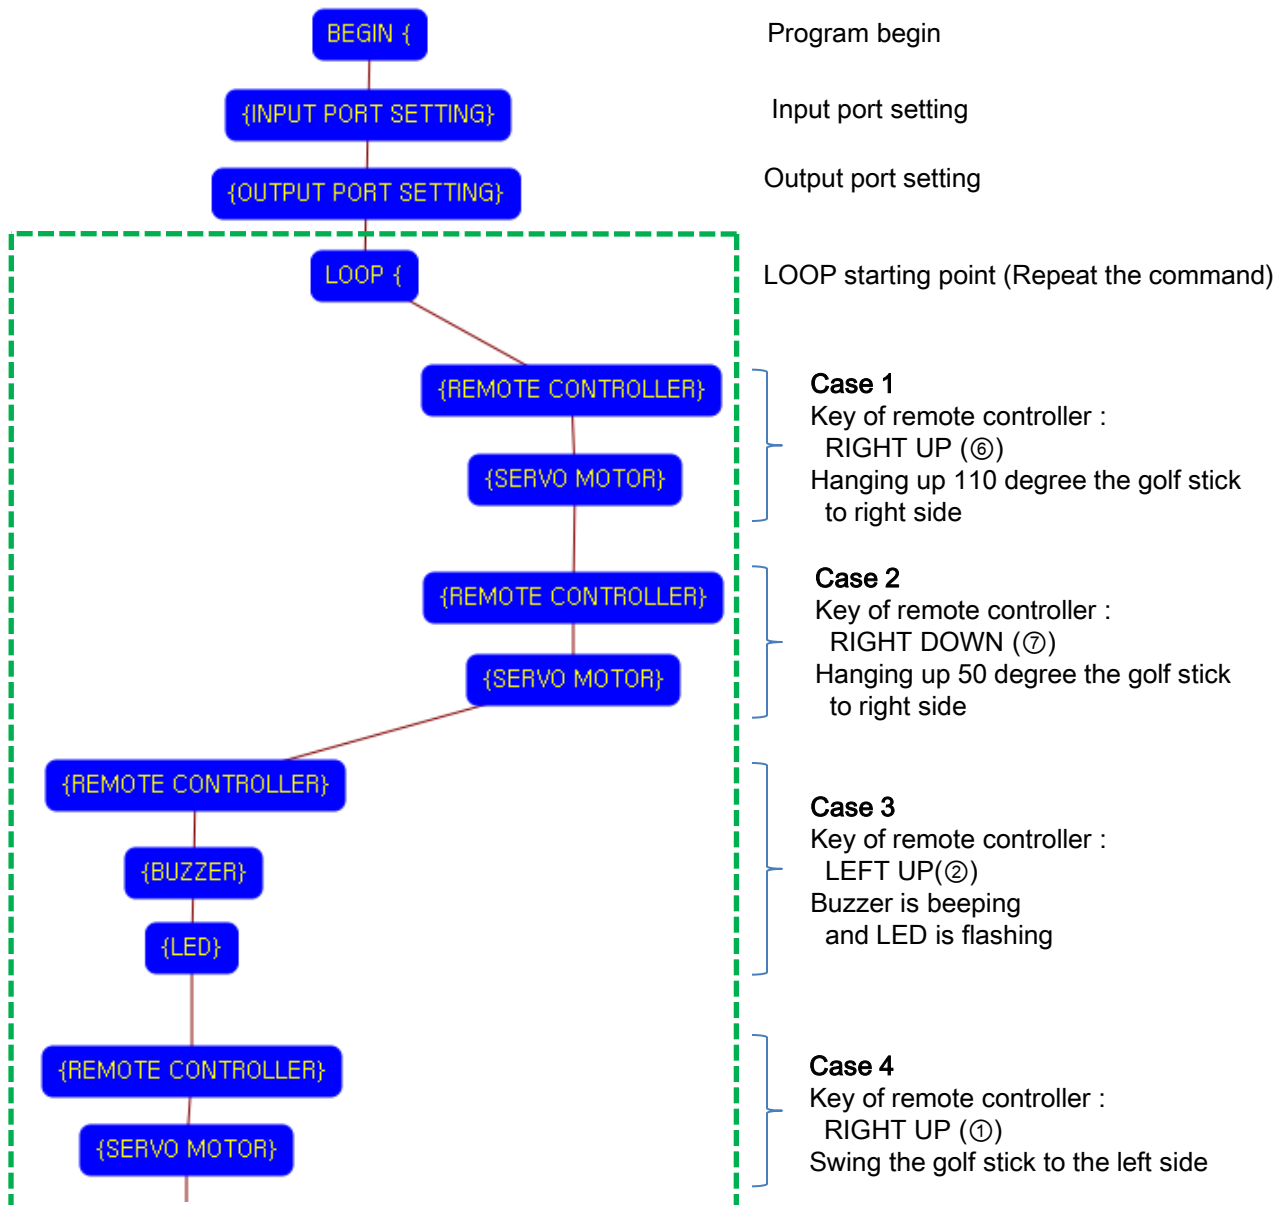 BEGIN {
Program begin
{INPUT PORT SETTING}
Input port setting
{OUTPUT PORT SETTING}
Output port setting
LOOP {
LOOP starting point (Repeat the command)
{REMOTE CONTROLLER}
{SERVO MOTOR}
Case 1
Key of remote controller :
RIGHT UP (⑥)
Hanging up 110 degree the golf stick
to right side
{REMOTE CONTROLLER}
{SERVO MOTOR}
Case 2
Key of remote controller :
RIGHT DOWN (⑦)
Hanging up 50 degree the golf stick
to right side
{REMOTE CONTROLLER}
{BUZZER}
{LED}
Case 3
Key of remote controller :
LEFT UP(②)
Buzzer is beeping
and LED is flashing
{REMOTE CONTROLLER}
{SERVO MOTOR}
Case 4
Key of remote controller :
RIGHT UP (①)
Swing the golf stick to the left side